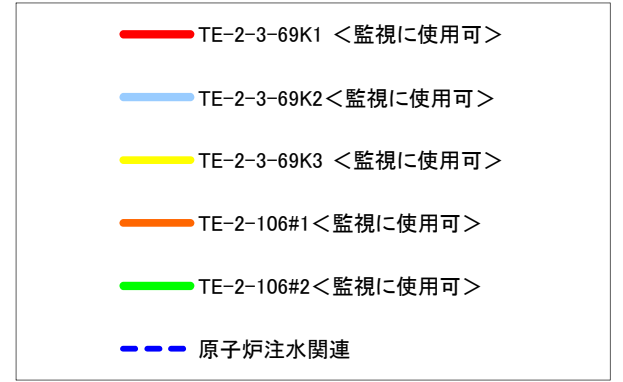 TE-2-3-69K1 ＜監視に使用可＞
TE-2-3-69K2＜監視に使用可＞
TE-2-3-69K3 ＜監視に使用可＞
TE-2-106#1＜監視に使用可＞
TE-2-106#2＜監視に使用可＞
原子炉注水関連